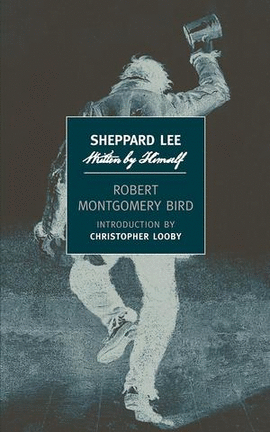 SHEPPARD LEE
Written by Himself
ROBERT
MONTGOMERY BIRD
INTRODUCTION BY
CHRISTOPHER LOOBY